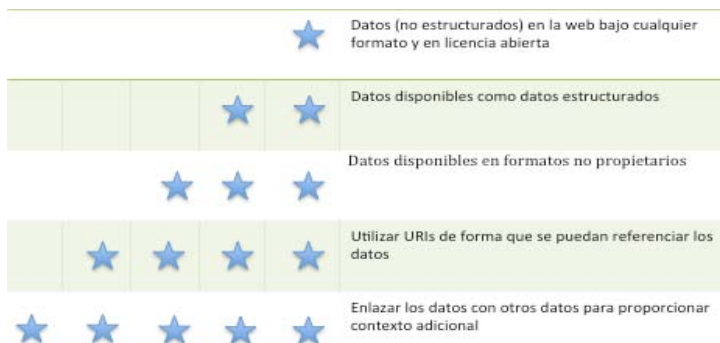 Datos (no estructurados) en la web bajo cualquier
formato y en licencia abierta
Datos disponibles como datos estructurados
Datos disponibles en formatos no propietarios
Utilizar URIs de forma que se puedan referenciar los
datos
Enlazar los datos con otros datos para proporcionar
contexto adicional